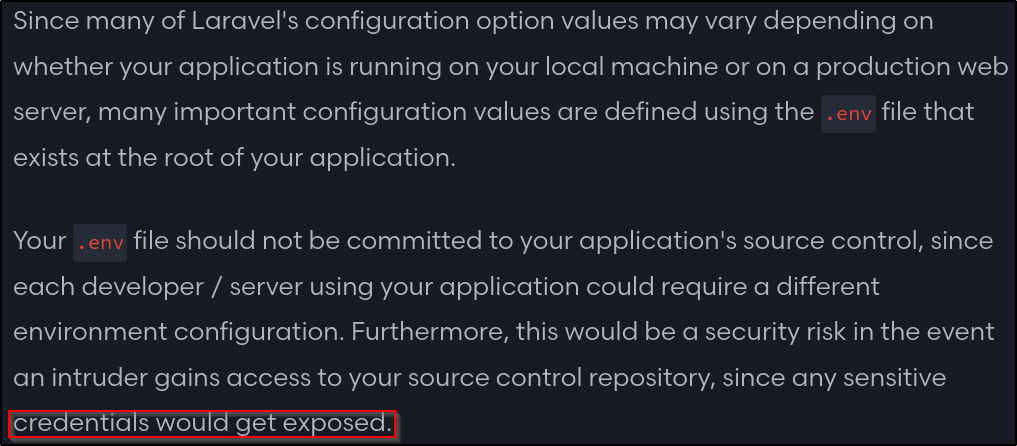 Since many of Laravel's configuration option values may vary depending on
whether your application is running on your local machine or on a production web
server, many important configuration values are defined using the .env file that
exists at the root of your application.
Your .env file should not be committed to your application's source control, since
each developer / server using your application could require a different
environment configuration. Furthermore, this would be a security risk in the event
an intruder gains access to your source control repository, since any sensitive
credentials would get exposed.